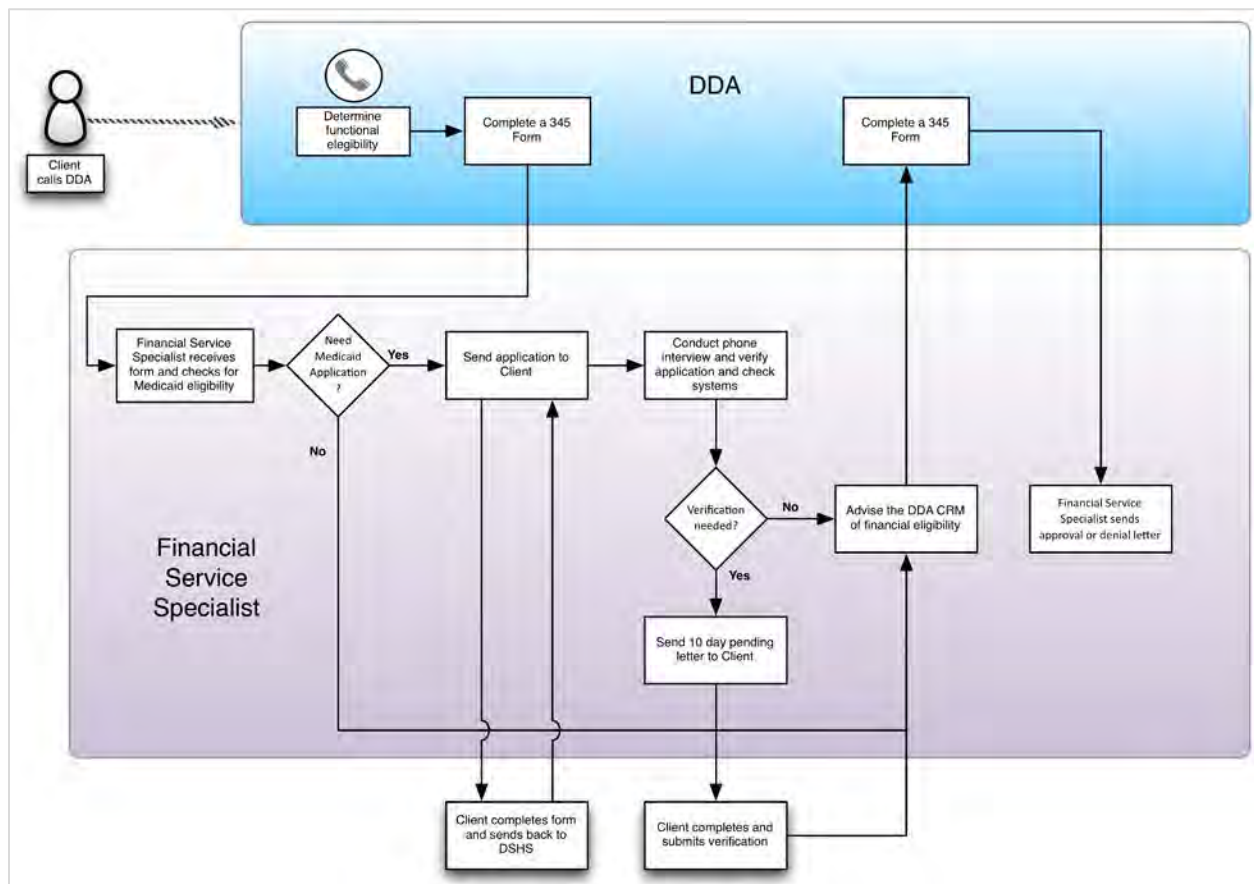 DDA
Client
calls DDA
Determine
functional
elegibility
Complete a 345
Form
Complete a 345
Form
Financial Service
Specialist receives
form and checks for
Medicaid eligibility
Need
Medicaid
Application
?
Yes
No
Send application to
Client
Conduct phone
interview and verify
application and check
systems
Verification
needed?
No
Yes
Advise the DDA CRM
of financial eligibility
Financial Service
Specialist sends
approval or denial letter
Financial
Service
Specialist
Send 10 day pending
letter to Client
Client completes form
and sends back to
DSHS
Client completes and
submits verification